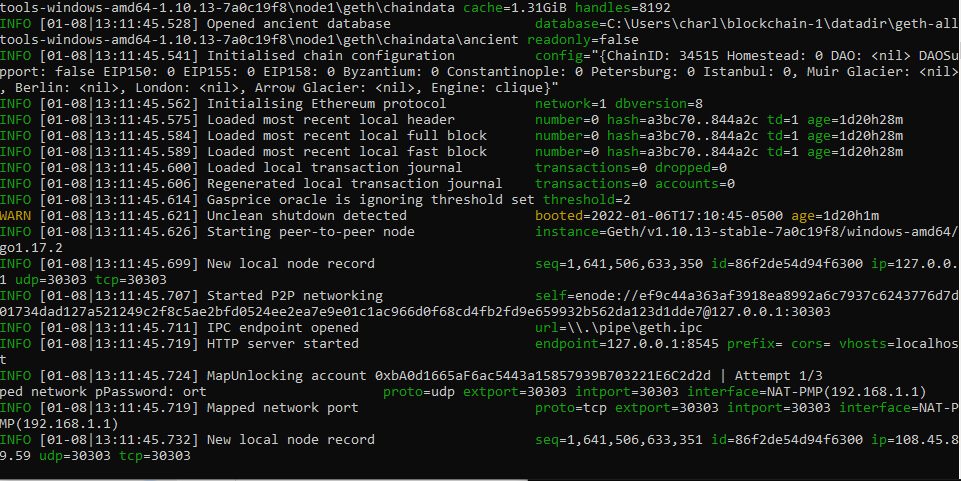 tools-windows-amd64-1.10.13-7a0c19f8\node1\geth\chaindata cache=1.31GiB handles=8192
INFO [01-08|13:11:45.528] Opened ancient database database=C:\Users\charl\blockchain-1\datadir\geth-all
tools-windows-amd64-1.10.13-7a0c19f8\node1\geth\chaindata\ancient readonly=false
INFO [01-08|13:11:45.541] Initialised chain configuration config="{ChainID: 34515 Homestead: 0 DAO: <nil> DAOSu
pport: false EIP150: 0 EIP155: 0 EIP158: 0 Byzantium: 0 Constantinople: 0 Petersburg: 0 Istanbul: 0, Muir Glacier: <nil>
, Berlin: <nil>, London: <nil>, Arrow Glacier: <nil>, Engine: clique}"
INFO [01-08|13:11:45.562] Initialising Ethereum protocol network=1 dbversion=8
INFO [01-08|13:11:45.575] Loaded most recent local header number=0 hash=a3bc70..844a2c td=1 age=1d20h28m
INFO [01-08|13:11:45.584] Loaded most recent local full block number=0 hash=a3bc70..844a2c td=1 age=1d20h28m
INFO [01-08|13:11:45.589] Loaded most recent local fast block number=0 hash=a3bc70..844a2c td=1 age=1d20h28m
INFO [01-08|13:11:45.600] Loaded local transaction journal transactions=0 dropped=0
INFO [01-08|13:11:45.606] Regenerated local transaction journal transactions=0 accounts=0
INFO [01-08|13:11:45.614] Gasprice oracle is ignoring threshold set threshold=2
WARN [01-08|13:11:45.621] Unclean shutdown detected booted=2022-01-06T17:10:45-0500 age=1d20h1m
INFO [01-08|13:11:45.626] Starting peer-to-peer node instance=Geth/v1.10.13-stable-7a0c19f8/windows-amd64/
go1.17.2
INFO [01-08|13:11:45.699] New local node record seq=1,641,506,633,350 id=86f2de54d94f6300 ip=127.0.0.
1 udp=30303 tcp=30303
INFO [01-08|13:11:45.707] Started P2P networking self=enode://ef9c44a363af3918ea8992a6c7937c6243776d7d
01734dad127a521249c2f8c5ae2bfd0524ee2ea7e9e01c1ac966d0f68cd4fb2fd9e659932b562da123d1dde7@127.0.0.1:30303
INFO [01-08|13:11:45.711] IPC endpoint opened url=\\.\pipe\geth.ipc
INFO [01-08|13:11:45.719] HTTP server started endpoint=127.0.0.1:8545 prefix= cors= vhosts=localhos
t
INFO [01-08|13:11:45.724] MapUnlocking account 0xbA0d1665aF6ac5443a15857939B703221E6C2d2d | Attempt 1/3
ped network pPassword: ort proto=udp extport=30303 intport=30303 interface=NAT-PMP(192.168.1.1)
INFO [01-08|13:11:45.719] Mapped network port proto=tcp extport=30303 intport=30303 interface=NAT-P
MP(192.168.1.1)
INFO [01-08|13:11:45.732] New local node record seq=1,641,506,633,351 id=86f2de54d94f6300 ip=108.45.8
9.59 udp=30303 tcp=30303